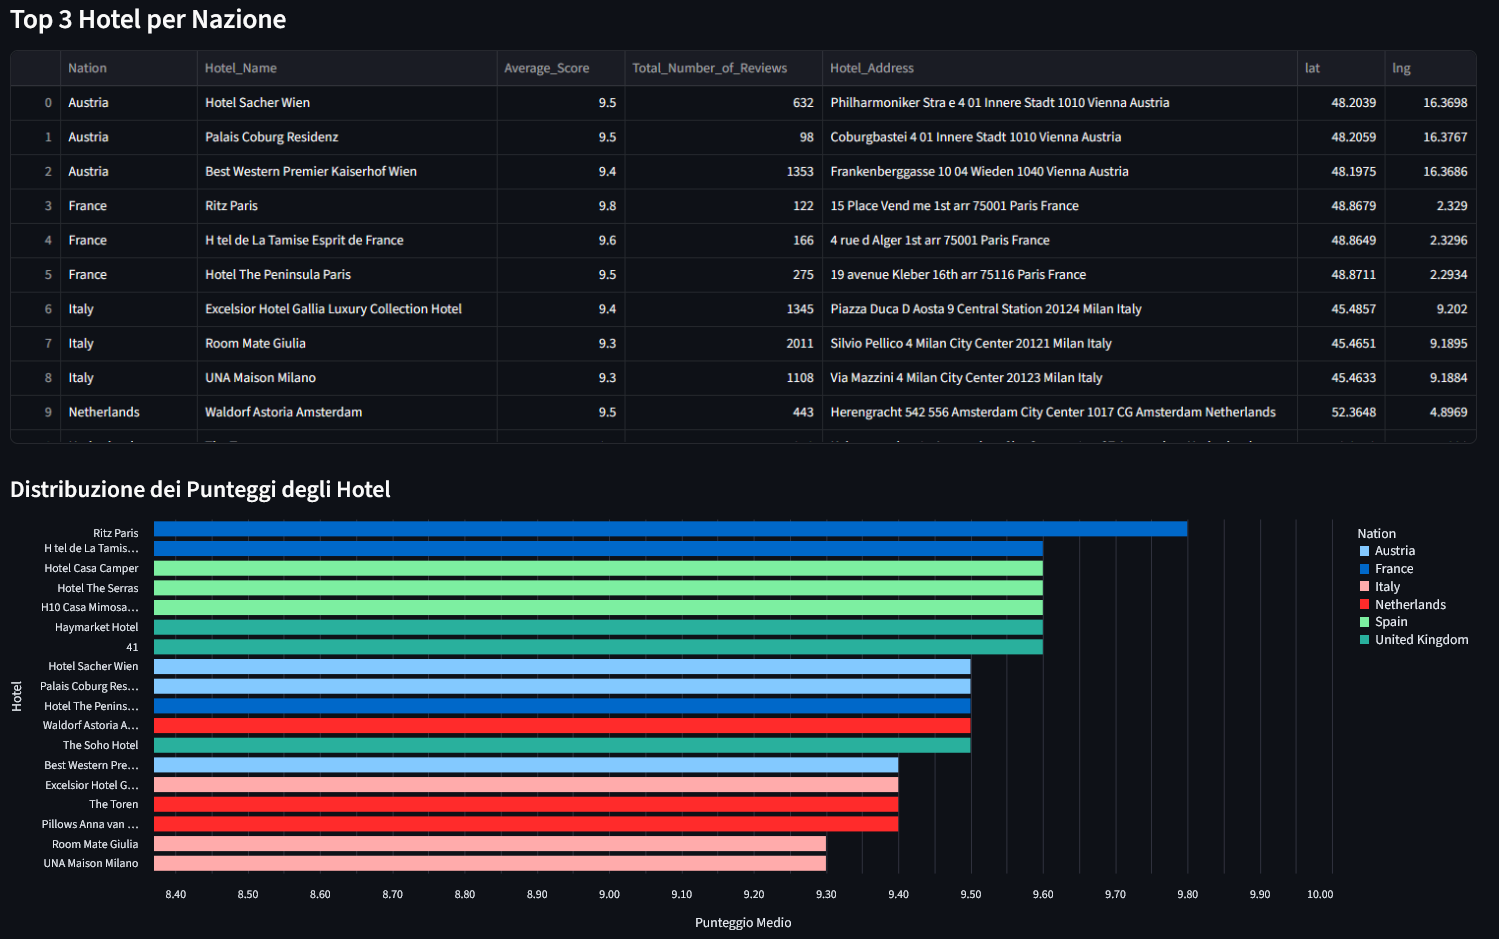 Top 3 Hotel per Nazione
Nation Hotel_Name Average_Score Total_Number_of_Reviews Hotel_Address lat lng
0 Austria Hotel Sacher Wien 9.5 632 Philharmoniker Stra e 4 01 Innere Stadt 1010 Vienna Austria 48.2039 16.3698
1 Austria Palais Coburg Residenz 9.5 98 Coburgbastei 4 01 Innere Stadt 1010 Vienna Austria 48.2059 16.3767
2 Austria Best Western Premier Kaiserhof Wien 9.4 1353 Frankenberggasse 10 04 Wieden 1040 Vienna Austria 48.1975 16.3686
3 France Ritz Paris 9.8 122 15 Place Vend me 1st arr 75001 Paris France 48.8679 2.329
4 France H tel de La Tamise Esprit de France 9.6 166 4 rue d Alger 1st arr 75001 Paris France 48.8649 2.3296
5 France Hotel The Peninsula Paris 9.5 275 19 avenue Kleber 16th arr 75116 Paris France 48.8711 2.2934
6 Italy Excelsior Hotel Gallia Luxury Collection Hotel 9.4 1345 Piazza Duca D Aosta 9 Central Station 20124 Milan Italy 45.4857 9.202
7 Italy Room Mate Giulia 9.3 2011 Silvio Pellico 4 Milan City Center 20121 Milan Italy 45.4651 9.1895
8 Italy UNA Maison Milano 9.3 1108 Via Mazzini 4 Milan City Center 20123 Milan Italy 45.4633 9.1884
9 Netherlands Waldorf Astoria Amsterdam 9.5 443 Herengracht 542 556 Amsterdam City Center 1017 CG Amsterdam Netherlands 52.3648 4.8969
Distribuzione dei Punteggi degli Hotel
Hotel
Ritz Paris
H tel de La Tamis…
Hotel Casa Camper
Hotel The Serras
H10 Casa Mimosa…
Haymarket Hotel
41
Hotel Sacher Wien
Palais Coburg Res…
Hotel The Penins…
Waldorf Astoria A…
The Soho Hotel
Best Western Pre…
Excelsior Hotel G…
The Toren
Pillows Anna van …
Room Mate Giulia
UNA Maison Milano
8.40 8.50 8.60 8.70 8.80 8.90 9.00 9.10 9.20 9.30 9.40 9.50 9.60 9.70 9.80 9.90 10.00
Punteggio Medio
Nation
Austria
France
Italy
Netherlands
Spain
United Kingdom